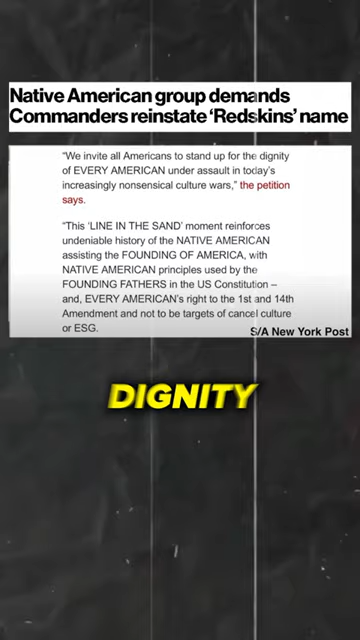 Native American group demands
Commanders reinstate ‘Redskins’ name
“We invite all Americans to stand up for the dignity
of EVERY AMERICAN under assault in today’s
increasingly nonsensical culture wars,” the petition
says.
“This ‘LINE IN THE SAND’ moment reinforces
undeniable history of the NATIVE AMERICAN
assisting the FOUNDING OF AMERICA, with
NATIVE AMERICAN principles used by the
FOUNDING FATHERS in the US Constitution –
and, EVERY AMERICAN’s right to the 1st and 14th
Amendment and not to be targets of cancel culture
or ESG.
S/A New York Post
DIGNITY